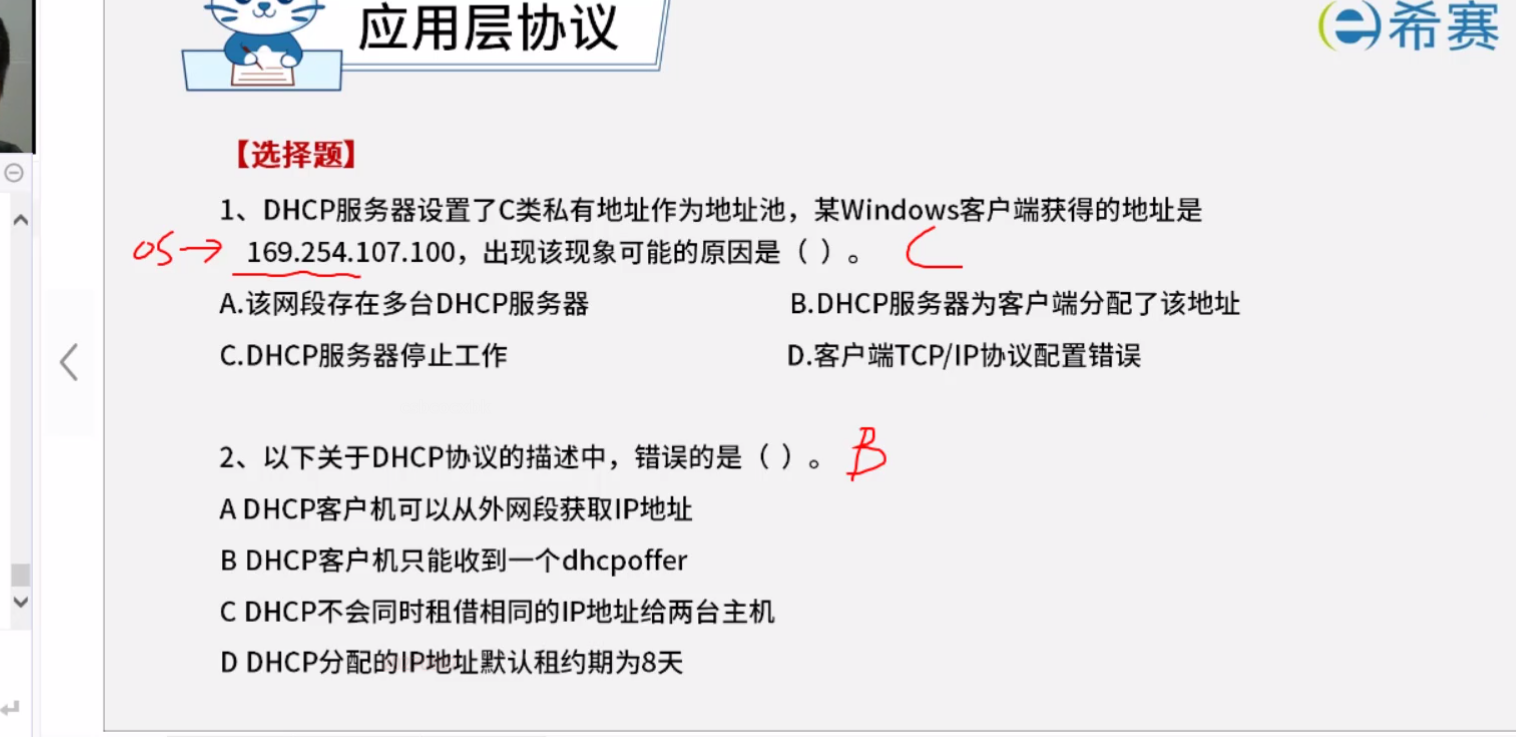 应用层协议
希赛
【选择题】
1、DHCP服务器设置了C类私有地址作为地址池，某Windows客户端获得的地址是
OS→ 169.254.107.100，出现该现象可能的原因是（ ）。 C
A.该网段存在多台DHCP服务器 B.DHCP服务器为客户端分配了该地址
C.DHCP服务器停止工作 D.客户端TCP/IP协议配置错误
2、以下关于DHCP协议的描述中，错误的是（ ）。 B
A DHCP客户机可以从外网段获取IP地址
B DHCP客户机只能收到一个dhcpoffer
C DHCP不会同时租借相同的IP地址给两台主机
D DHCP分配的IP地址默认租约期为8天